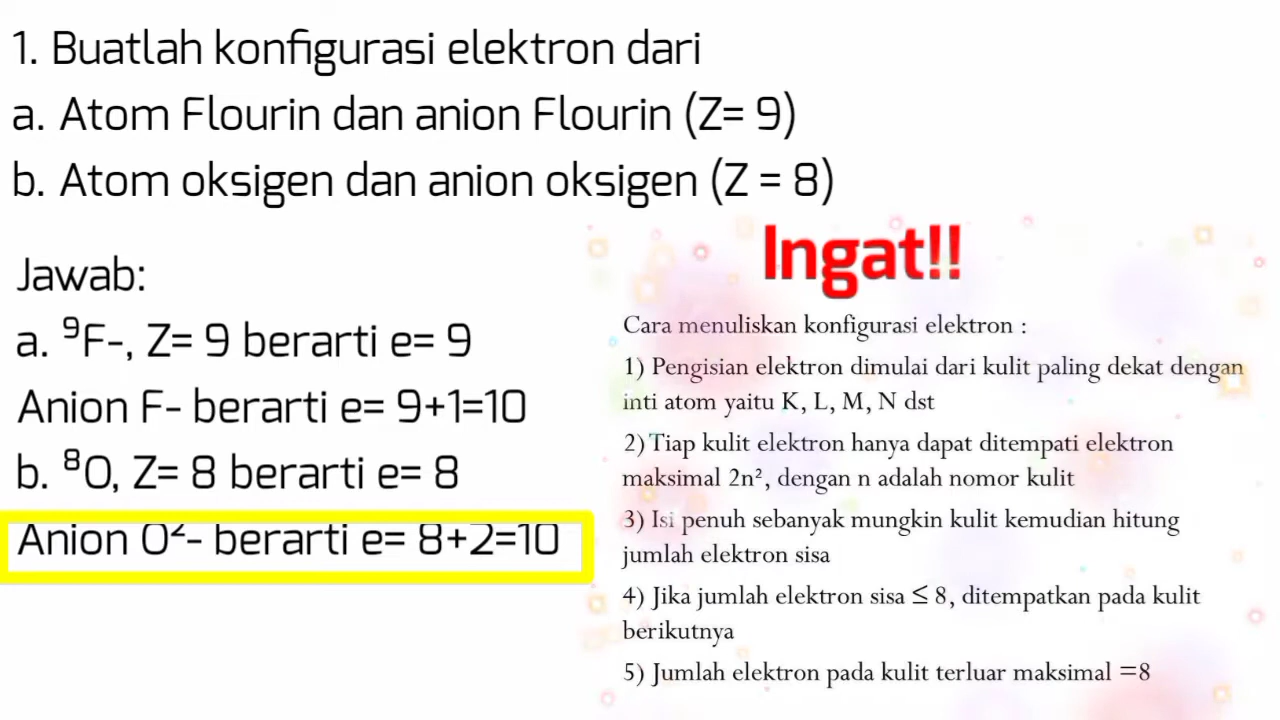 1. Buatlah konfigurasi elektron dari
a. Atom Flourin dan anion Flourin (Z= 9)
b. Atom oksigen dan anion oksigen (Z = 8)
Jawab:
a. ⁹F-, Z= 9 berarti e= 9
Anion F- berarti e= 9+1=10
b. ⁸O, Z= 8 berarti e= 8
Anion O²- berarti e= 8+2=10
Ingat!!
Cara menuliskan konfigurasi elektron :
1) Pengisian elektron dimulai dari kulit paling dekat dengan
inti atom yaitu K, L, M, N dst
2) Tiap kulit elektron hanya dapat ditempati elektron
maksimal 2n², dengan n adalah nomor kulit
3) Isi penuh sebanyak mungkin kulit kemudian hitung
jumlah elektron sisa
4) Jika jumlah elektron sisa ≤ 8, ditempatkan pada kulit
berikutnya
5) Jumlah elektron pada kulit terluar maksimal =8